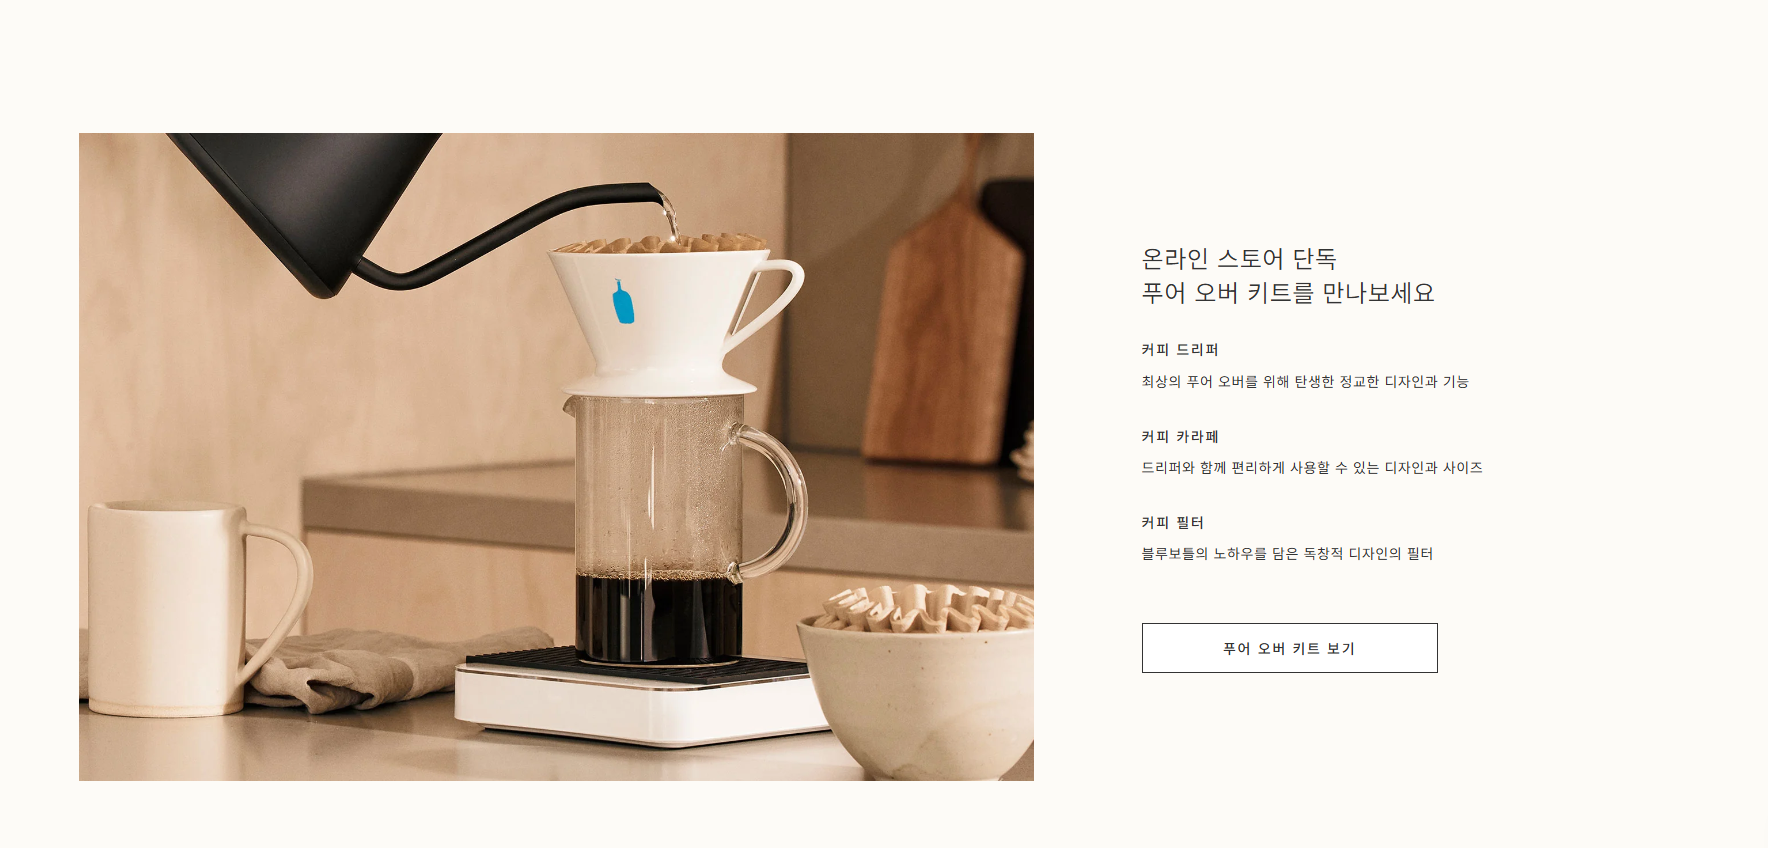 온라인 스토어 단독
푸어 오버 키트를 만나보세요
커피 드리퍼
최상의 푸어 오버를 위해 탄생한 정교한 디자인과 기능
커피 카라페
드리퍼와 함께 편리하게 사용할 수 있는 디자인과 사이즈
커피 필터
블루보틀의 노하우를 담은 독창적 디자인의 필터
푸어 오버 키트 보기